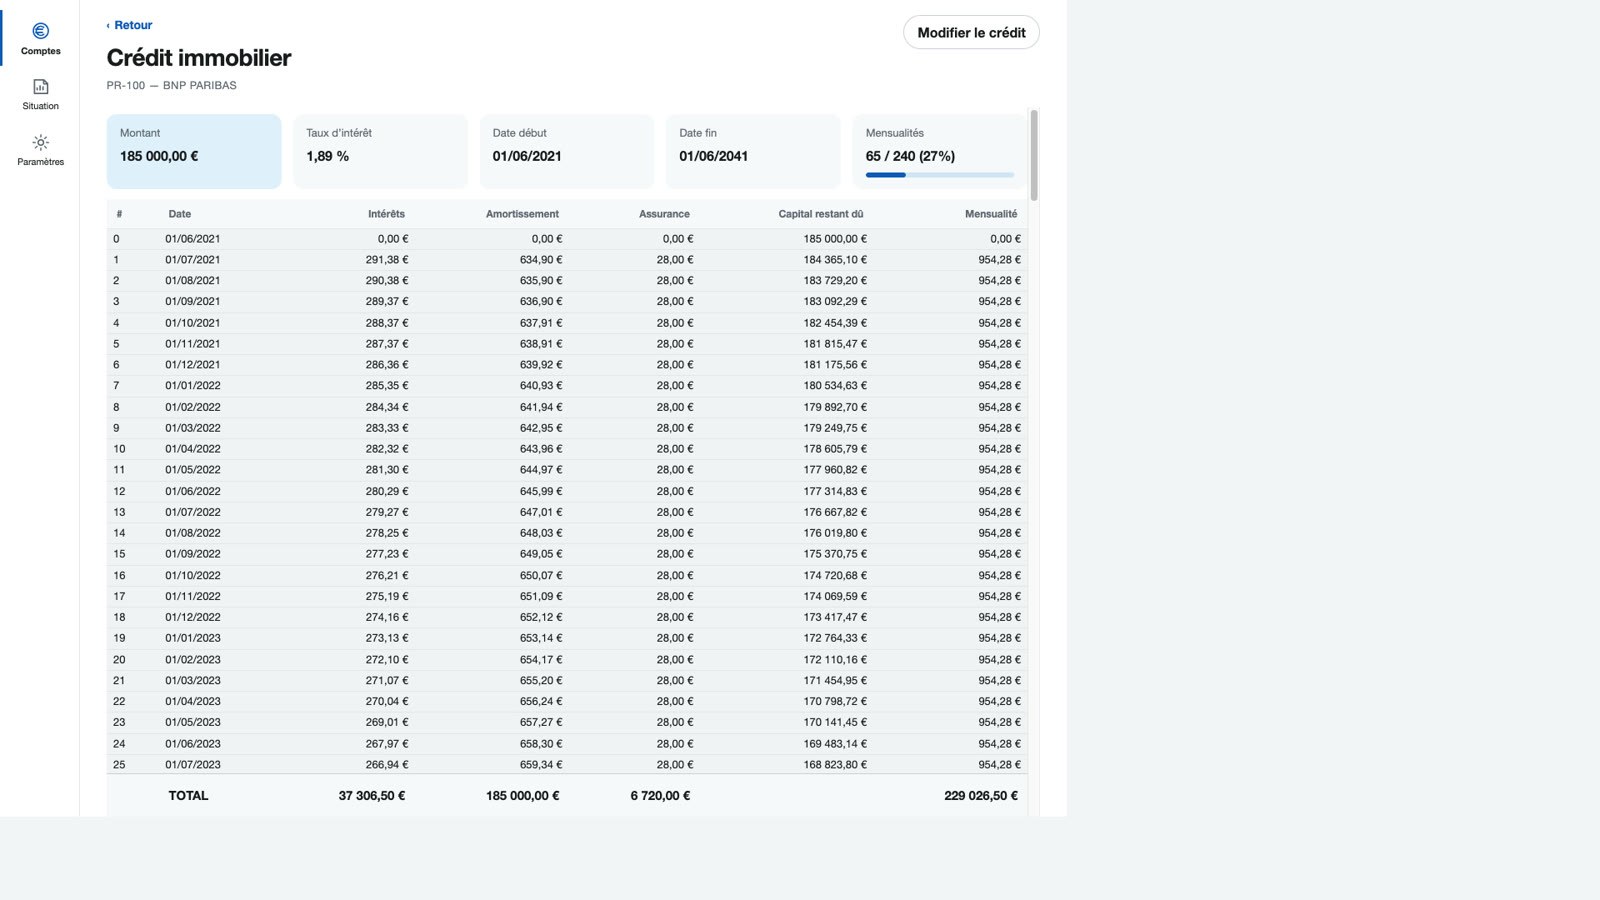 Comptes
Situation
Paramètres
‹ Retour
Crédit immobilier
PR-100 — BNP PARIBAS
Modifier le crédit
Montant
185 000,00 €
Taux d'intérêt
1,89 %
Date début
01/06/2021
Date fin
01/06/2041
Mensualités
65 / 240 (27%)
# Date Intérêts Amortissement Assurance Capital restant dû Mensualité
0 01/06/2021 0,00 € 0,00 € 0,00 € 185 000,00 € 0,00 €
1 01/07/2021 291,38 € 634,90 € 28,00 € 184 365,10 € 954,28 €
2 01/08/2021 290,38 € 635,90 € 28,00 € 183 729,20 € 954,28 €
3 01/09/2021 289,37 € 636,90 € 28,00 € 183 092,29 € 954,28 €
4 01/10/2021 288,37 € 637,91 € 28,00 € 182 454,39 € 954,28 €
5 01/11/2021 287,37 € 638,91 € 28,00 € 181 815,47 € 954,28 €
6 01/12/2021 286,36 € 639,92 € 28,00 € 181 175,56 € 954,28 €
7 01/01/2022 285,35 € 640,93 € 28,00 € 180 534,63 € 954,28 €
8 01/02/2022 284,34 € 641,94 € 28,00 € 179 892,70 € 954,28 €
9 01/03/2022 283,33 € 642,95 € 28,00 € 179 249,75 € 954,28 €
10 01/04/2022 282,32 € 643,96 € 28,00 € 178 605,79 € 954,28 €
11 01/05/2022 281,30 € 644,97 € 28,00 € 177 960,82 € 954,28 €
12 01/06/2022 280,29 € 645,99 € 28,00 € 177 314,83 € 954,28 €
13 01/07/2022 279,27 € 647,01 € 28,00 € 176 667,82 € 954,28 €
14 01/08/2022 278,25 € 648,03 € 28,00 € 176 019,80 € 954,28 €
15 01/09/2022 277,23 € 649,05 € 28,00 € 175 370,75 € 954,28 €
16 01/10/2022 276,21 € 650,07 € 28,00 € 174 720,68 € 954,28 €
17 01/11/2022 275,19 € 651,09 € 28,00 € 174 069,59 € 954,28 €
18 01/12/2022 274,16 € 652,12 € 28,00 € 173 417,47 € 954,28 €
19 01/01/2023 273,13 € 653,14 € 28,00 € 172 764,33 € 954,28 €
20 01/02/2023 272,10 € 654,17 € 28,00 € 172 110,16 € 954,28 €
21 01/03/2023 271,07 € 655,20 € 28,00 € 171 454,95 € 954,28 €
22 01/04/2023 270,04 € 656,24 € 28,00 € 170 798,72 € 954,28 €
23 01/05/2023 269,01 € 657,27 € 28,00 € 170 141,45 € 954,28 €
24 01/06/2023 267,97 € 658,30 € 28,00 € 169 483,14 € 954,28 €
25 01/07/2023 266,94 € 659,34 € 28,00 € 168 823,80 € 954,28 €
TOTAL 37 306,50 € 185 000,00 € 6 720,00 € 229 026,50 €